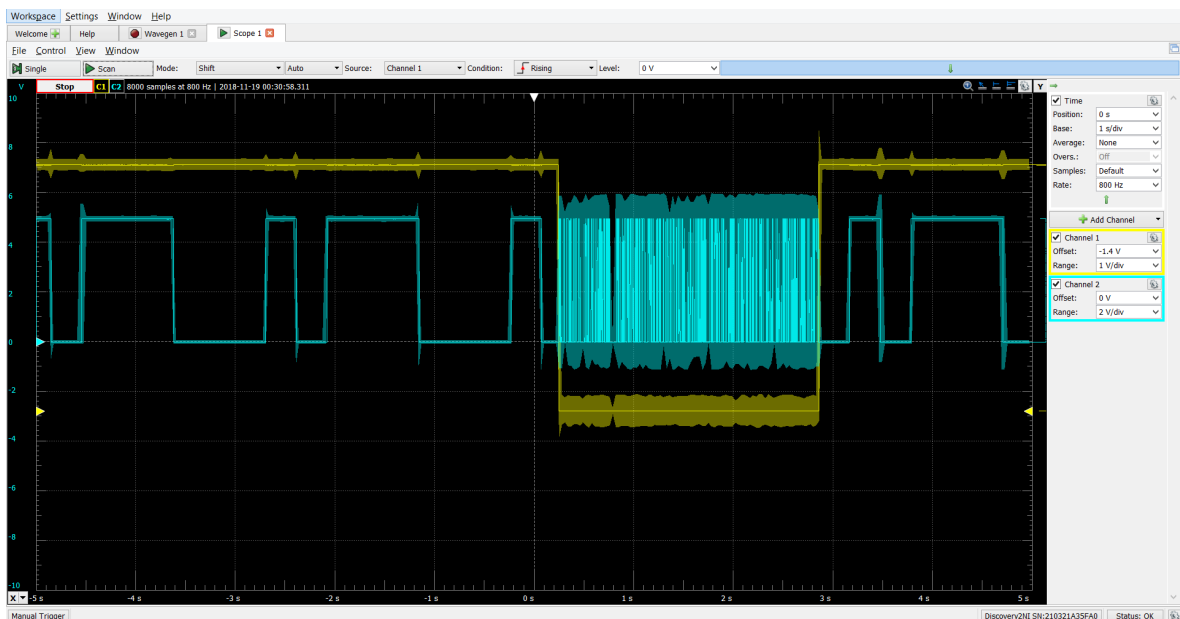 Workspace Settings Window Help
Welcome Help Wavegen 1 Scope 1
File Control View Window
Single Scan Mode: Shift Auto Source: Channel 1 Condition: Rising Level: 0 V
V Stop C1 C2 8000 samples at 800 Hz | 2018-11-19 00:30:58.311 Y
10
8
6
4
2
0
-2
-4
-6
-8
-10
X -5 s -4 s -3 s -2 s -1 s 0 s 1 s 2 s 3 s 4 s 5 s
Time
Position: 0 s
Base: 1 s/div
Average: None
Overs.: Off
Samples: Default
Rate: 800 Hz
Add Channel
Channel 1
Offset: -1.4 V
Range: 1 V/div
Channel 2
Offset: 0 V
Range: 2 V/div
Manual Trigger Discovery2NI SN:210321A35FA0 Status: OK